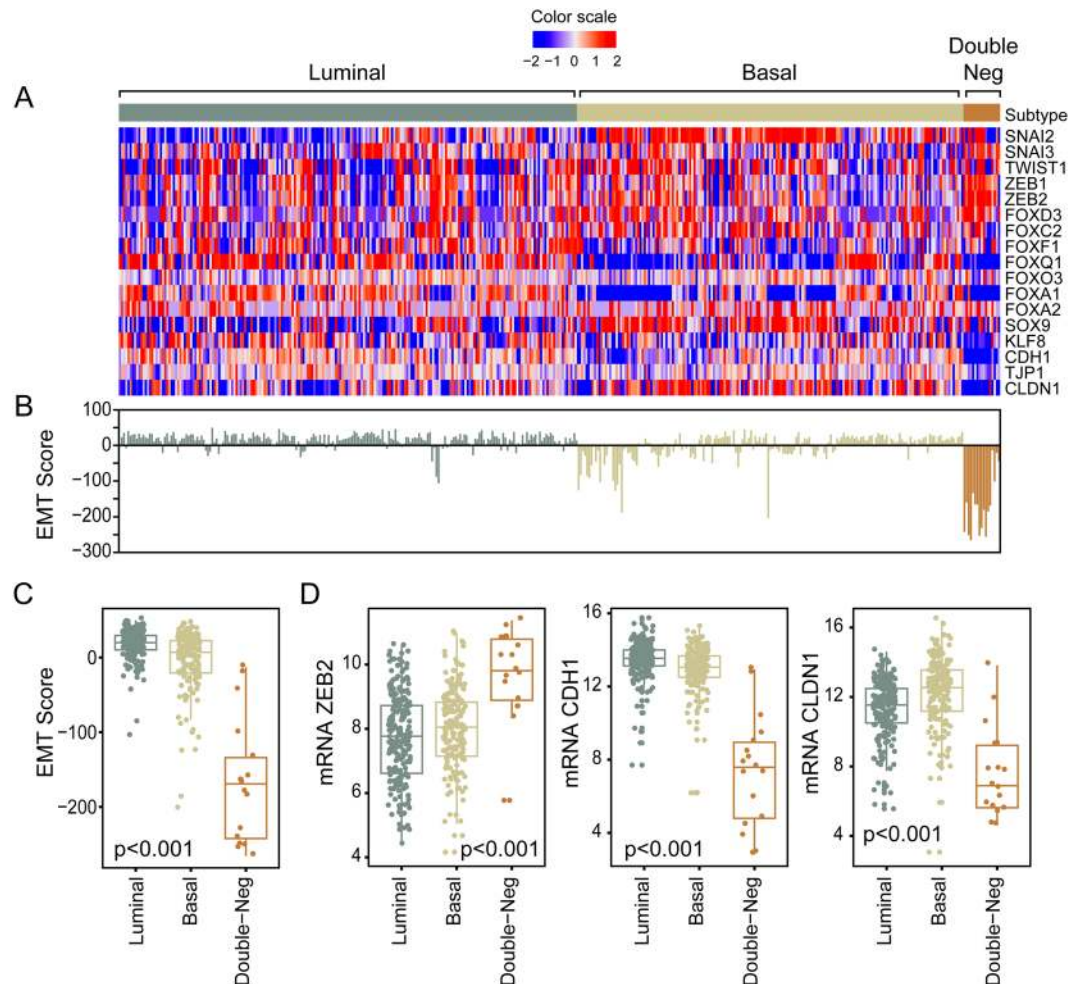 Color scale
−2 −1 0 1 2
Double
Neg
Luminal
Basal
A
Subtype
SNAI2
SNAI3
TWIST1
ZEB1
ZEB2
FOXD3
FOXC2
FOXF1
FOXQ1
FOXO3
FOXA1
FOXA2
SOX9
KLF8
CDH1
TJP1
CLDN1
B
EMT Score
100
0
−100
−200
−300
C
EMT Score
0
−100
−200
p<0.001
Luminal
Basal
Double−Neg
D
mRNA ZEB2
10
8
6
4
p<0.001
Luminal
Basal
Double−Neg
mRNA CDH1
16
12
8
4
p<0.001
Luminal
Basal
Double−Neg
mRNA CLDN1
16
12
8
4
p<0.001
Luminal
Basal
Double−Neg